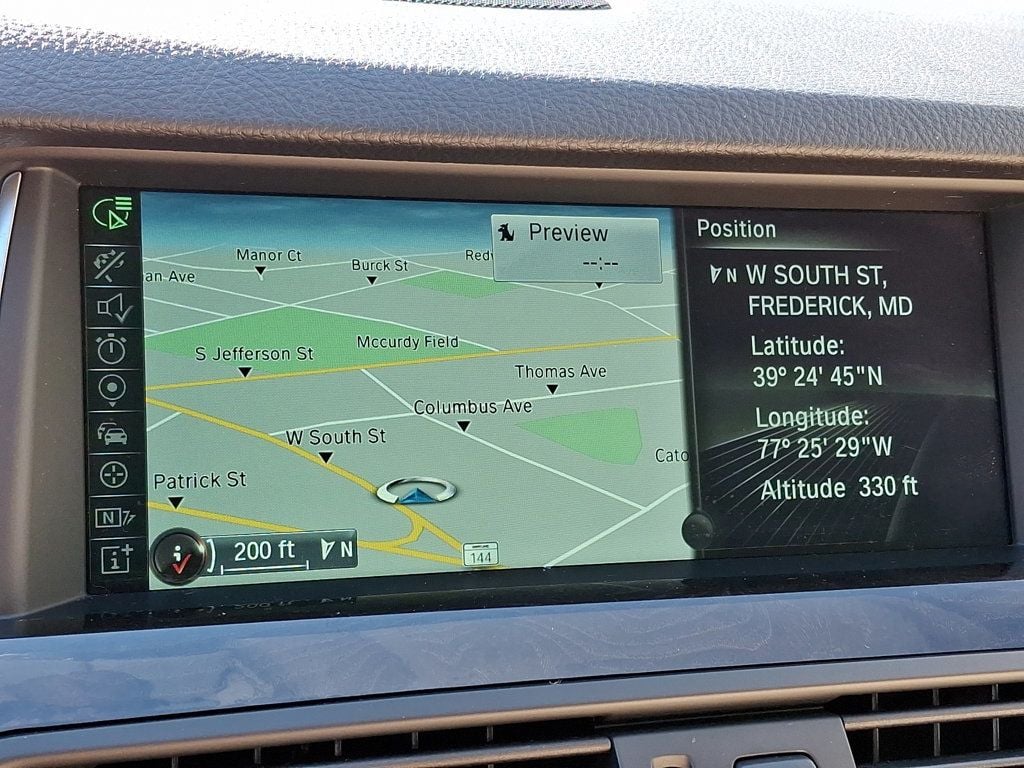 Preview
--:--
Manor Ct
Burck St
Redv
an Ave
S Jefferson St
Mccurdy Field
Thomas Ave
Columbus Ave
W South St
Cato
Patrick St
200 ft
N
144
N
Position
N W SOUTH ST,
FREDERICK, MD
Latitude:
39° 24' 45"N
Longitude:
77° 25' 29"W
Altitude 330 ft